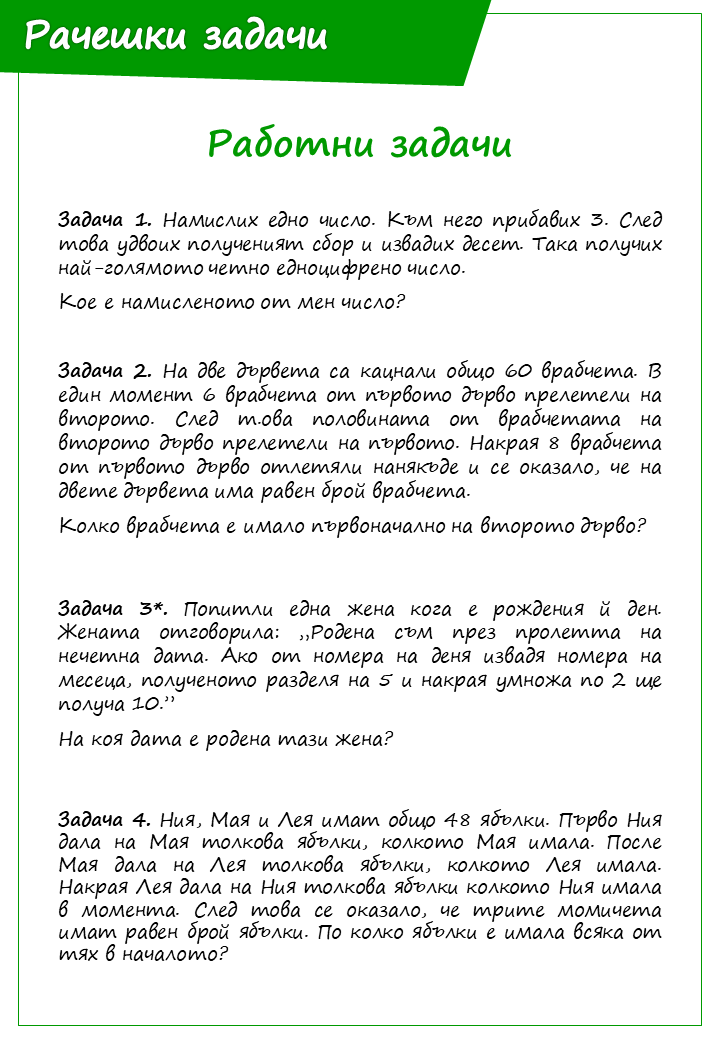 Рачешки задачи
Работни задачи
Задача 1. Намислих едно число. Към него прибавих 3. След
това удвоих полученият сбор и извадих десет. Така получих
най-голямото четно едноцифрено число.
Кое е намисленото от мен число?
Задача 2. На две дървета са кацнали общо 60 врабчета. В
един момент 6 врабчета от първото дърво прелетели на
второто. След т.ова половината от врабчетата на
второто дърво прелетели на първото. Накрая 8 врабчета
от първото дърво отлетяли нанякъде и се оказало, че на
двете дървета има равен брой врабчета.
Колко врабчета е имало първоначално на второто дърво?
Задача 3*. Попитли една жена кога е рождения й ден.
Жената отговорила: „Родена съм през пролетта на
нечетна дата. Ако от номера на деня извадя номера на
месеца, полученото разделя на 5 и накрая умножа по 2 ще
получа 10.”
На коя дата е родена тази жена?
Задача 4. Ния, Мая и Лея имат общо 48 ябълки. Първо Ния
дала на Мая толкова ябълки, колкото Мая имала. После
Мая дала на Лея толкова ябълки, колкото Лея имала.
Накрая Лея дала на Ния толкова ябълки колкото Ния имала
в момента. След това се оказало, че трите момичета
имат равен брой ябълки. По колко ябълки е имала всяка от
тях в началото?